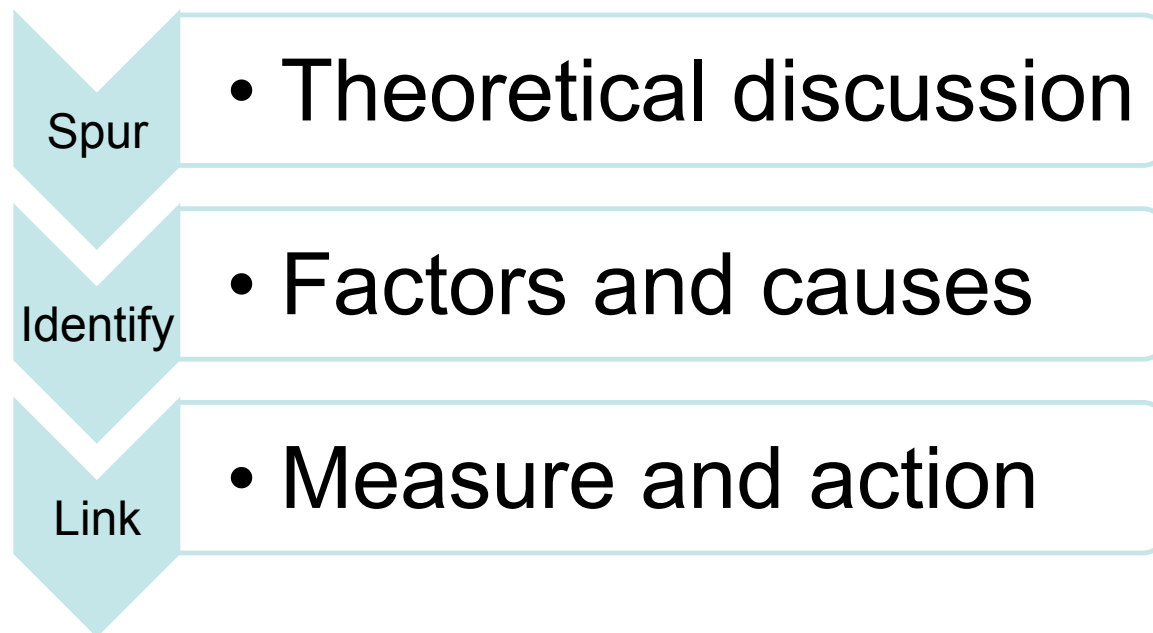 Spur
• Theoretical discussion
Identify
• Factors and causes
Link
• Measure and action